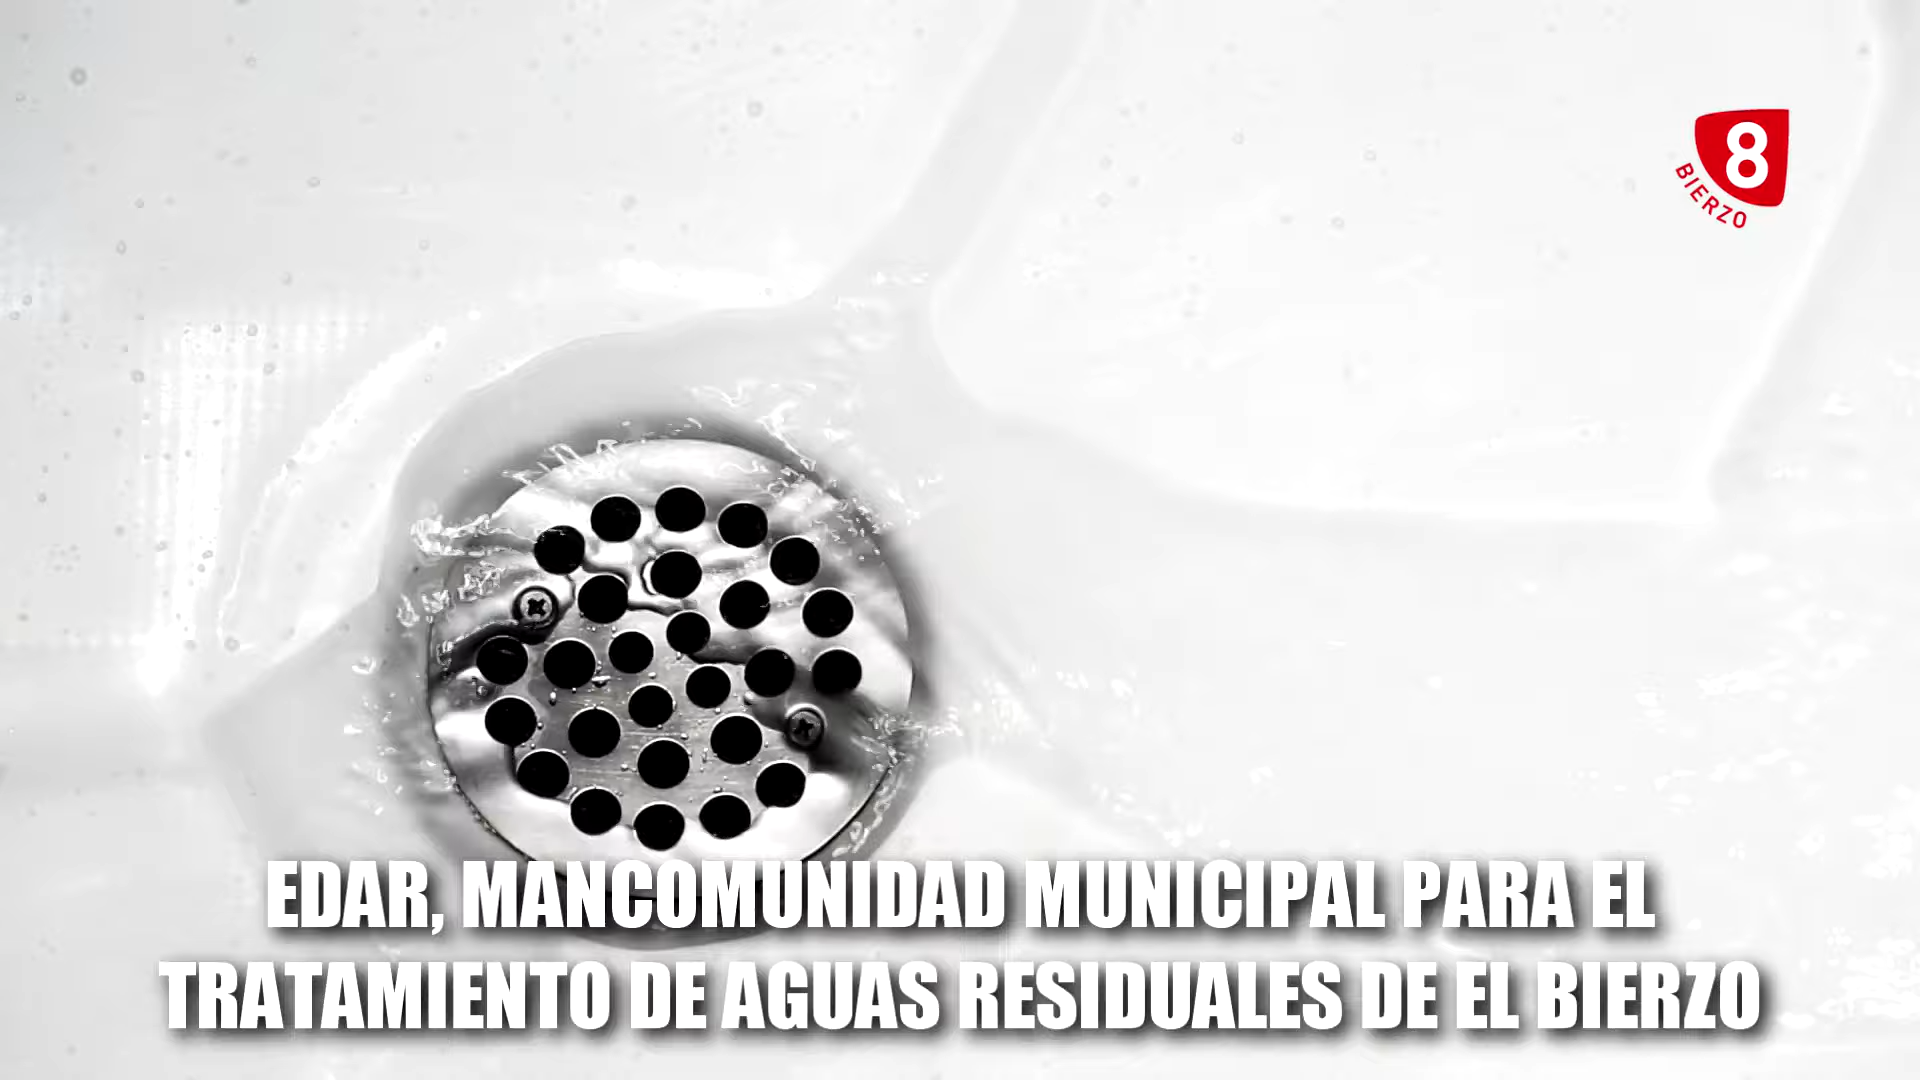 8
BIERZO
EDAR, MANCOMUNIDAD MUNICIPAL PARA EL
TRATAMIENTO DE AGUAS RESIDUALES DE EL BIERZO